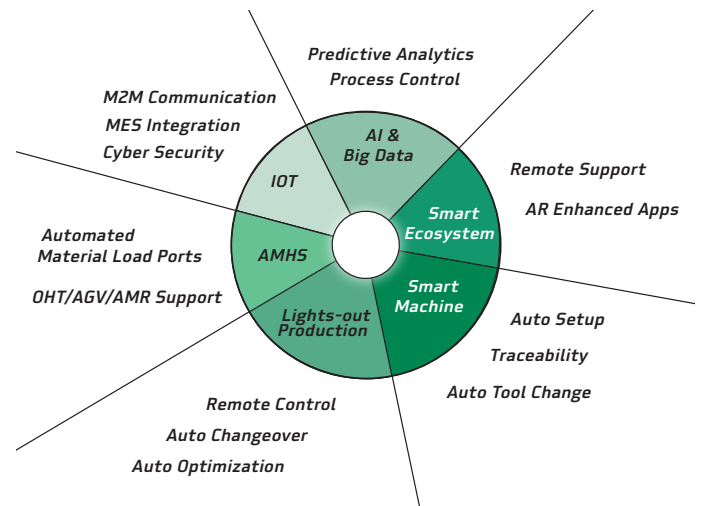 Predictive Analytics
Process Control
AI &
Big Data
M2M Communication
MES Integration
Cyber Security
IOT
Remote Support
AR Enhanced Apps
Smart
Ecosystem
Automated
Material Load Ports
OHT/AGV/AMR Support
AMHS
Smart
Machine
Auto Setup
Traceability
Auto Tool Change
Lights-out
Production
Remote Control
Auto Changeover
Auto Optimization